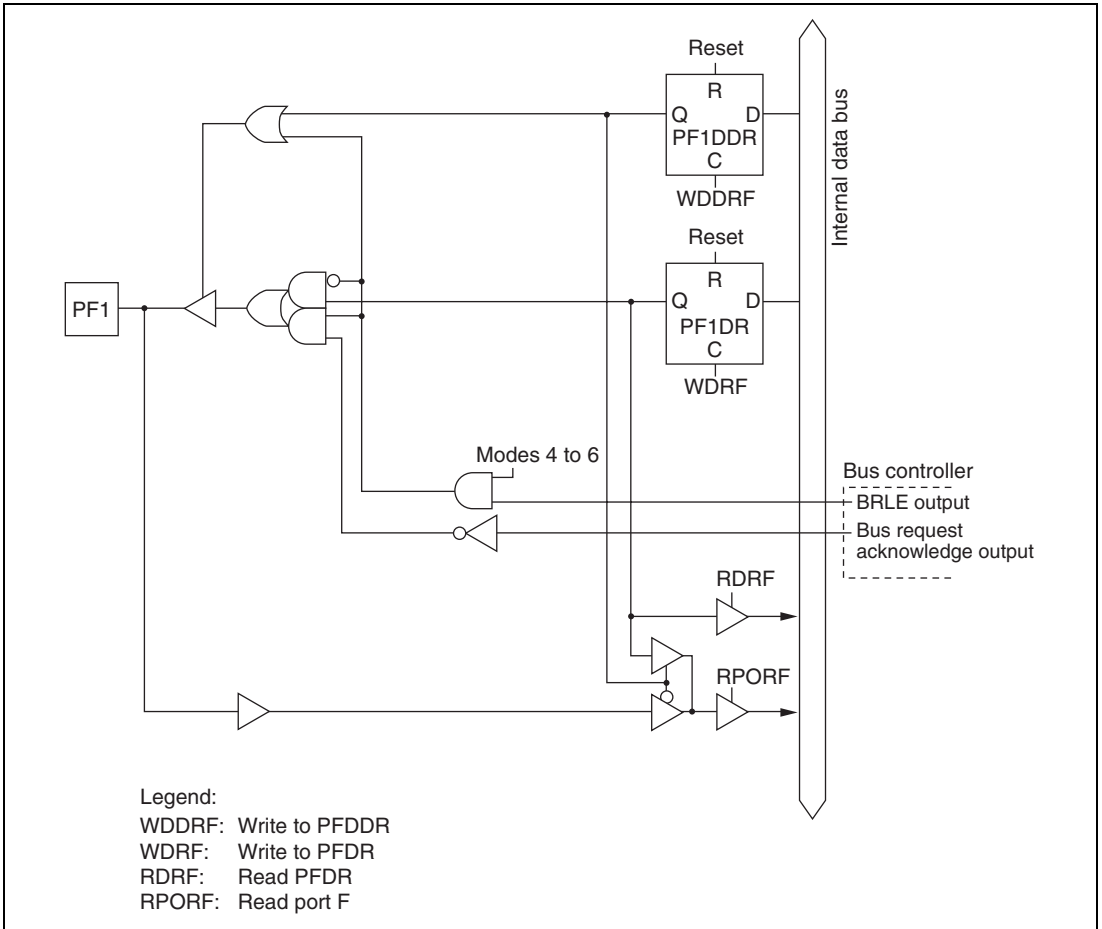 Reset
R
Q D
PF1DDR
C
WDDRF
Internal data bus
Reset
R
Q D
PF1DR
C
WDRF
PF1
Modes 4 to 6
Bus controller
BRLE output
Bus request
acknowledge output
RDRF
RPORF
Legend:
WDDRF: Write to PFDDR
WDRF: Write to PFDR
RDRF: Read PFDR
RPORF: Read port F